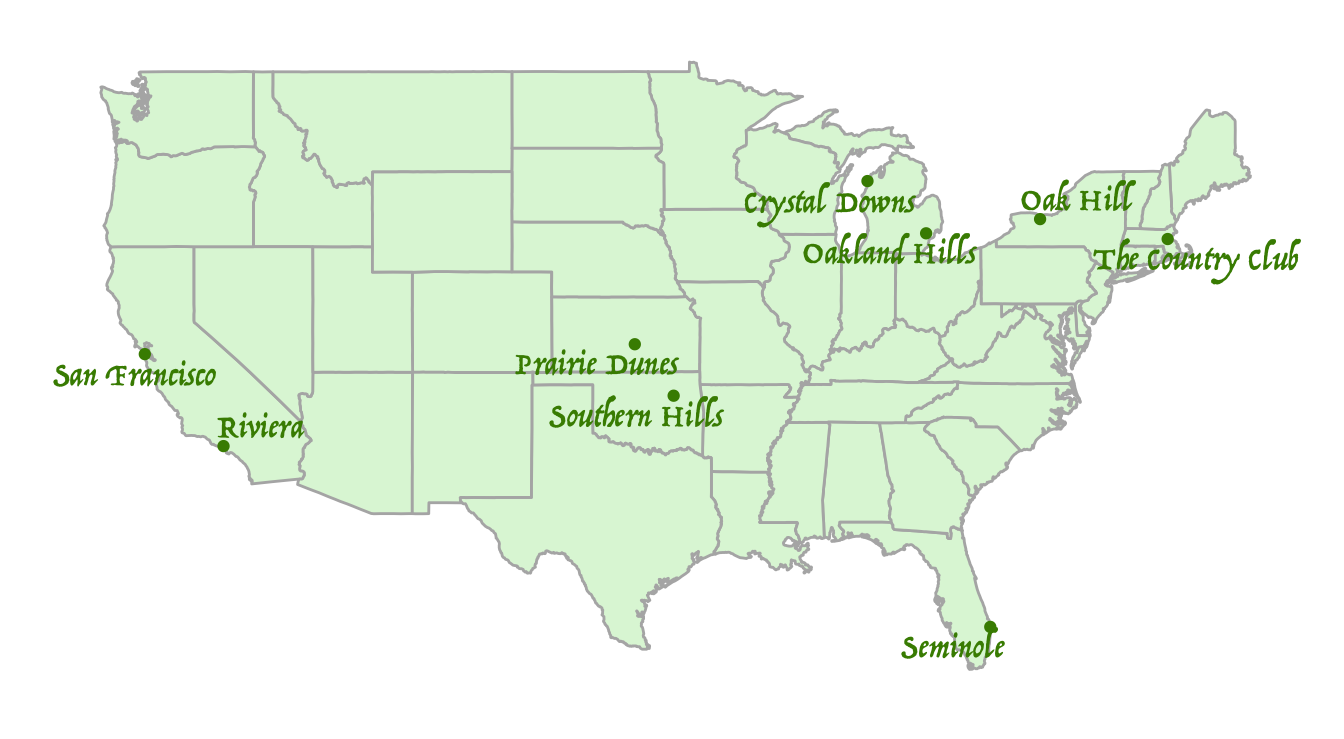 Oak Hill
Crystal Downs
Oakland Hills
The Country Club
Prairie Dunes
San Francisco
Southern Hills
Riviera
Seminole